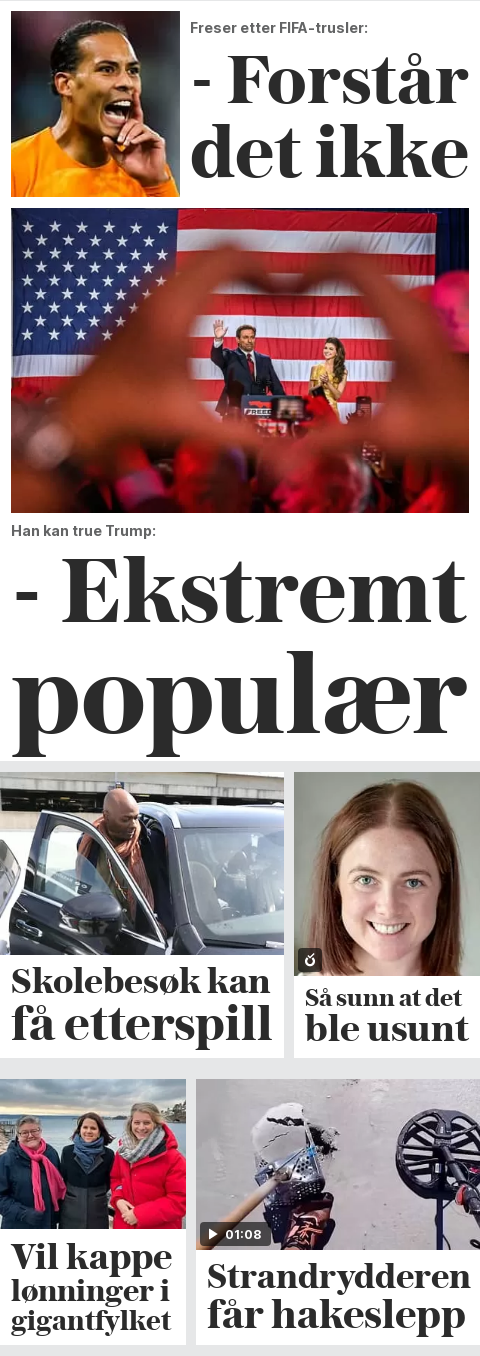 Freser etter FIFA-trusler:
- Forstår
det ikke
FREED
Han kan true Trump:
- Ekstremt
populær
Skolebesøk kan
få etterspill
Så sunn at det
ble usunt
Vil kappe
lønninger i
gigantfylket
01:08
Strandrydderen
får hakeslepp